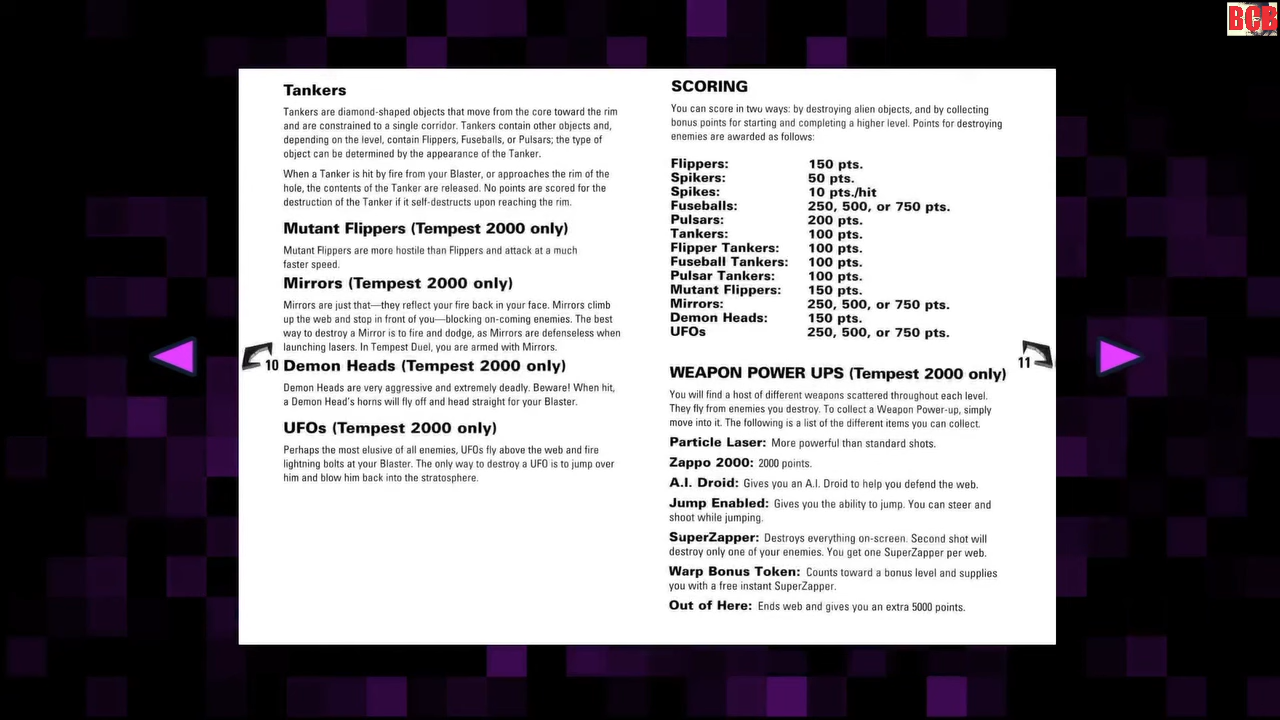 BCB
Tankers
Tankers are diamond-shaped objects that move from the core toward the rim
and are constrained to a single corridor. Tankers contain other objects and,
depending on the level, contain Flippers, Fuseballs, or Pulsars; the type of
object can be determined by the appearance of the Tanker.
When a Tanker is hit by fire from your Blaster, or approaches the rim of the
hole, the contents of the Tanker are released. No points are scored for the
destruction of the Tanker if it self-destructs upon reaching the rim.
Mutant Flippers (Tempest 2000 only)
Mutant Flippers are more hostile than Flippers and attack at a much
faster speed.
Mirrors (Tempest 2000 only)
Mirrors are just that—they reflect your fire back in your face. Mirrors climb
up the web and stop in front of you—blocking on-coming enemies. The best
way to destroy a Mirror is to fire and dodge, as Mirrors are defenseless when
launching lasers. In Tempest Duel, you are armed with Mirrors.
10 Demon Heads (Tempest 2000 only)
Demon Heads are very aggressive and extremely deadly. Beware! When hit,
a Demon Head's horns will fly off and head straight for your Blaster.
UFOs (Tempest 2000 only)
Perhaps the most elusive of all enemies, UFOs fly above the web and fire
lightning bolts at your Blaster. The only way to destroy a UFO is to jump over
him and blow him back into the stratosphere.
SCORING
You can score in two ways: by destroying alien objects, and by collecting
bonus points for starting and completing a higher level. Points for destroying
enemies are awarded as follows:
Flippers: 150 pts.
Spikers: 50 pts.
Spikes: 10 pts./hit
Fuseballs: 250, 500, or 750 pts.
Pulsars: 200 pts.
Tankers: 100 pts.
Flipper Tankers: 100 pts.
Fuseball Tankers: 100 pts.
Pulsar Tankers: 100 pts.
Mutant Flippers: 150 pts.
Mirrors: 250, 500, or 750 pts.
Demon Heads: 150 pts.
UFOs 250, 500, or 750 pts.
11
WEAPON POWER UPS (Tempest 2000 only)
You will find a host of different weapons scattered throughout each level.
They fly from enemies you destroy. To collect a Weapon Power-up, simply
move into it. The following is a list of the different items you can collect.
Particle Laser: More powerful than standard shots.
Zappo 2000: 2000 points.
A.I. Droid: Gives you an A.I. Droid to help you defend the web.
Jump Enabled: Gives you the ability to jump. You can steer and
shoot while jumping.
SuperZapper: Destroys everything on-screen. Second shot will
destroy only one of your enemies. You get one SuperZapper per web.
Warp Bonus Token: Counts toward a bonus level and supplies
you with a free instant SuperZapper.
Out of Here: Ends web and gives you an extra 5000 points.